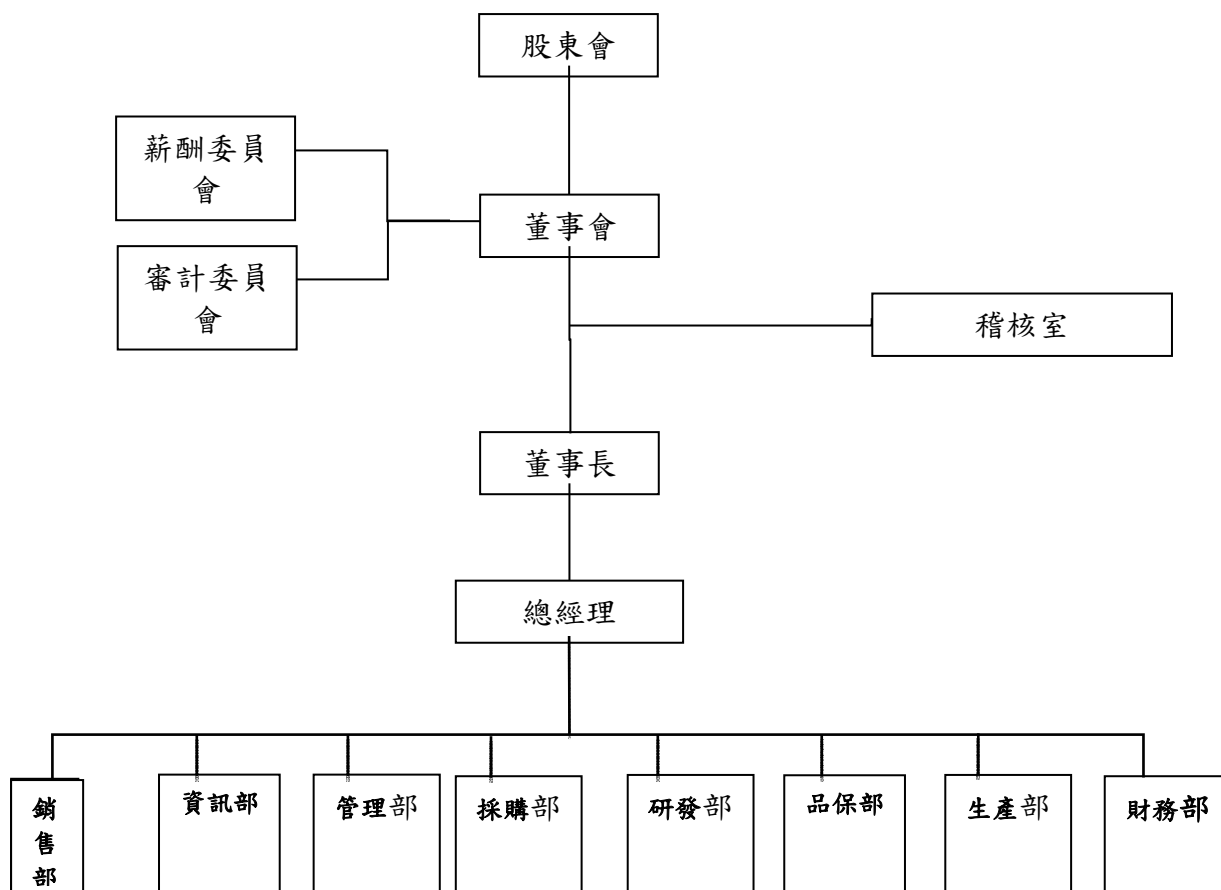 股東會
薪酬委員
會
董事會
審計委員
會
稽核室
董事長
總經理
銷
售
部
資訊部
管理部
採購部
研發部
品保部
生產部
財務部